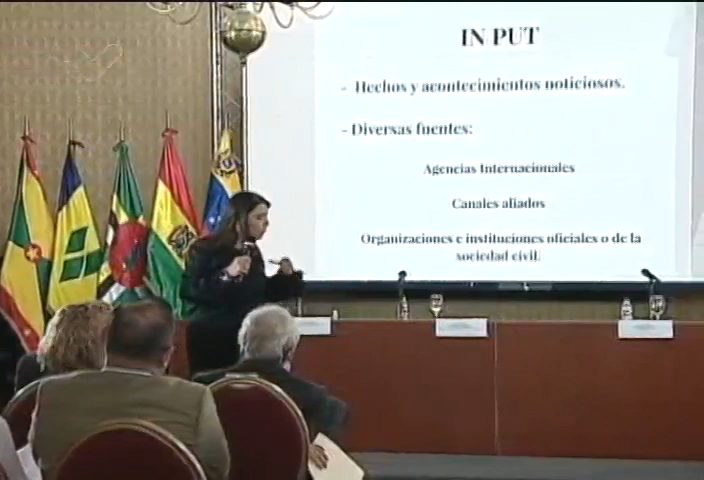 IN PUT
- Hechos y acontecimientos noticiosos.
- Diversas fuentes:
Agencias Internacionales
Canales aliados
Organizaciones e instituciones oficiales o de la
sociedad civil.